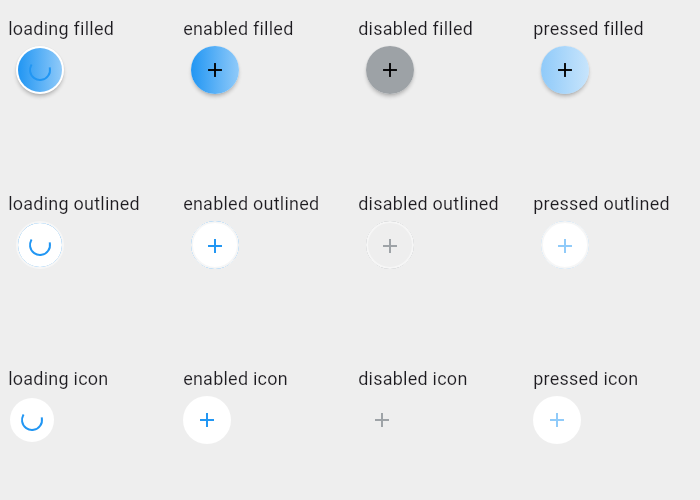 loading filled
enabled filled
disabled filled
pressed filled
loading outlined
enabled outlined
disabled outlined
pressed outlined
loading icon
enabled icon
disabled icon
pressed icon